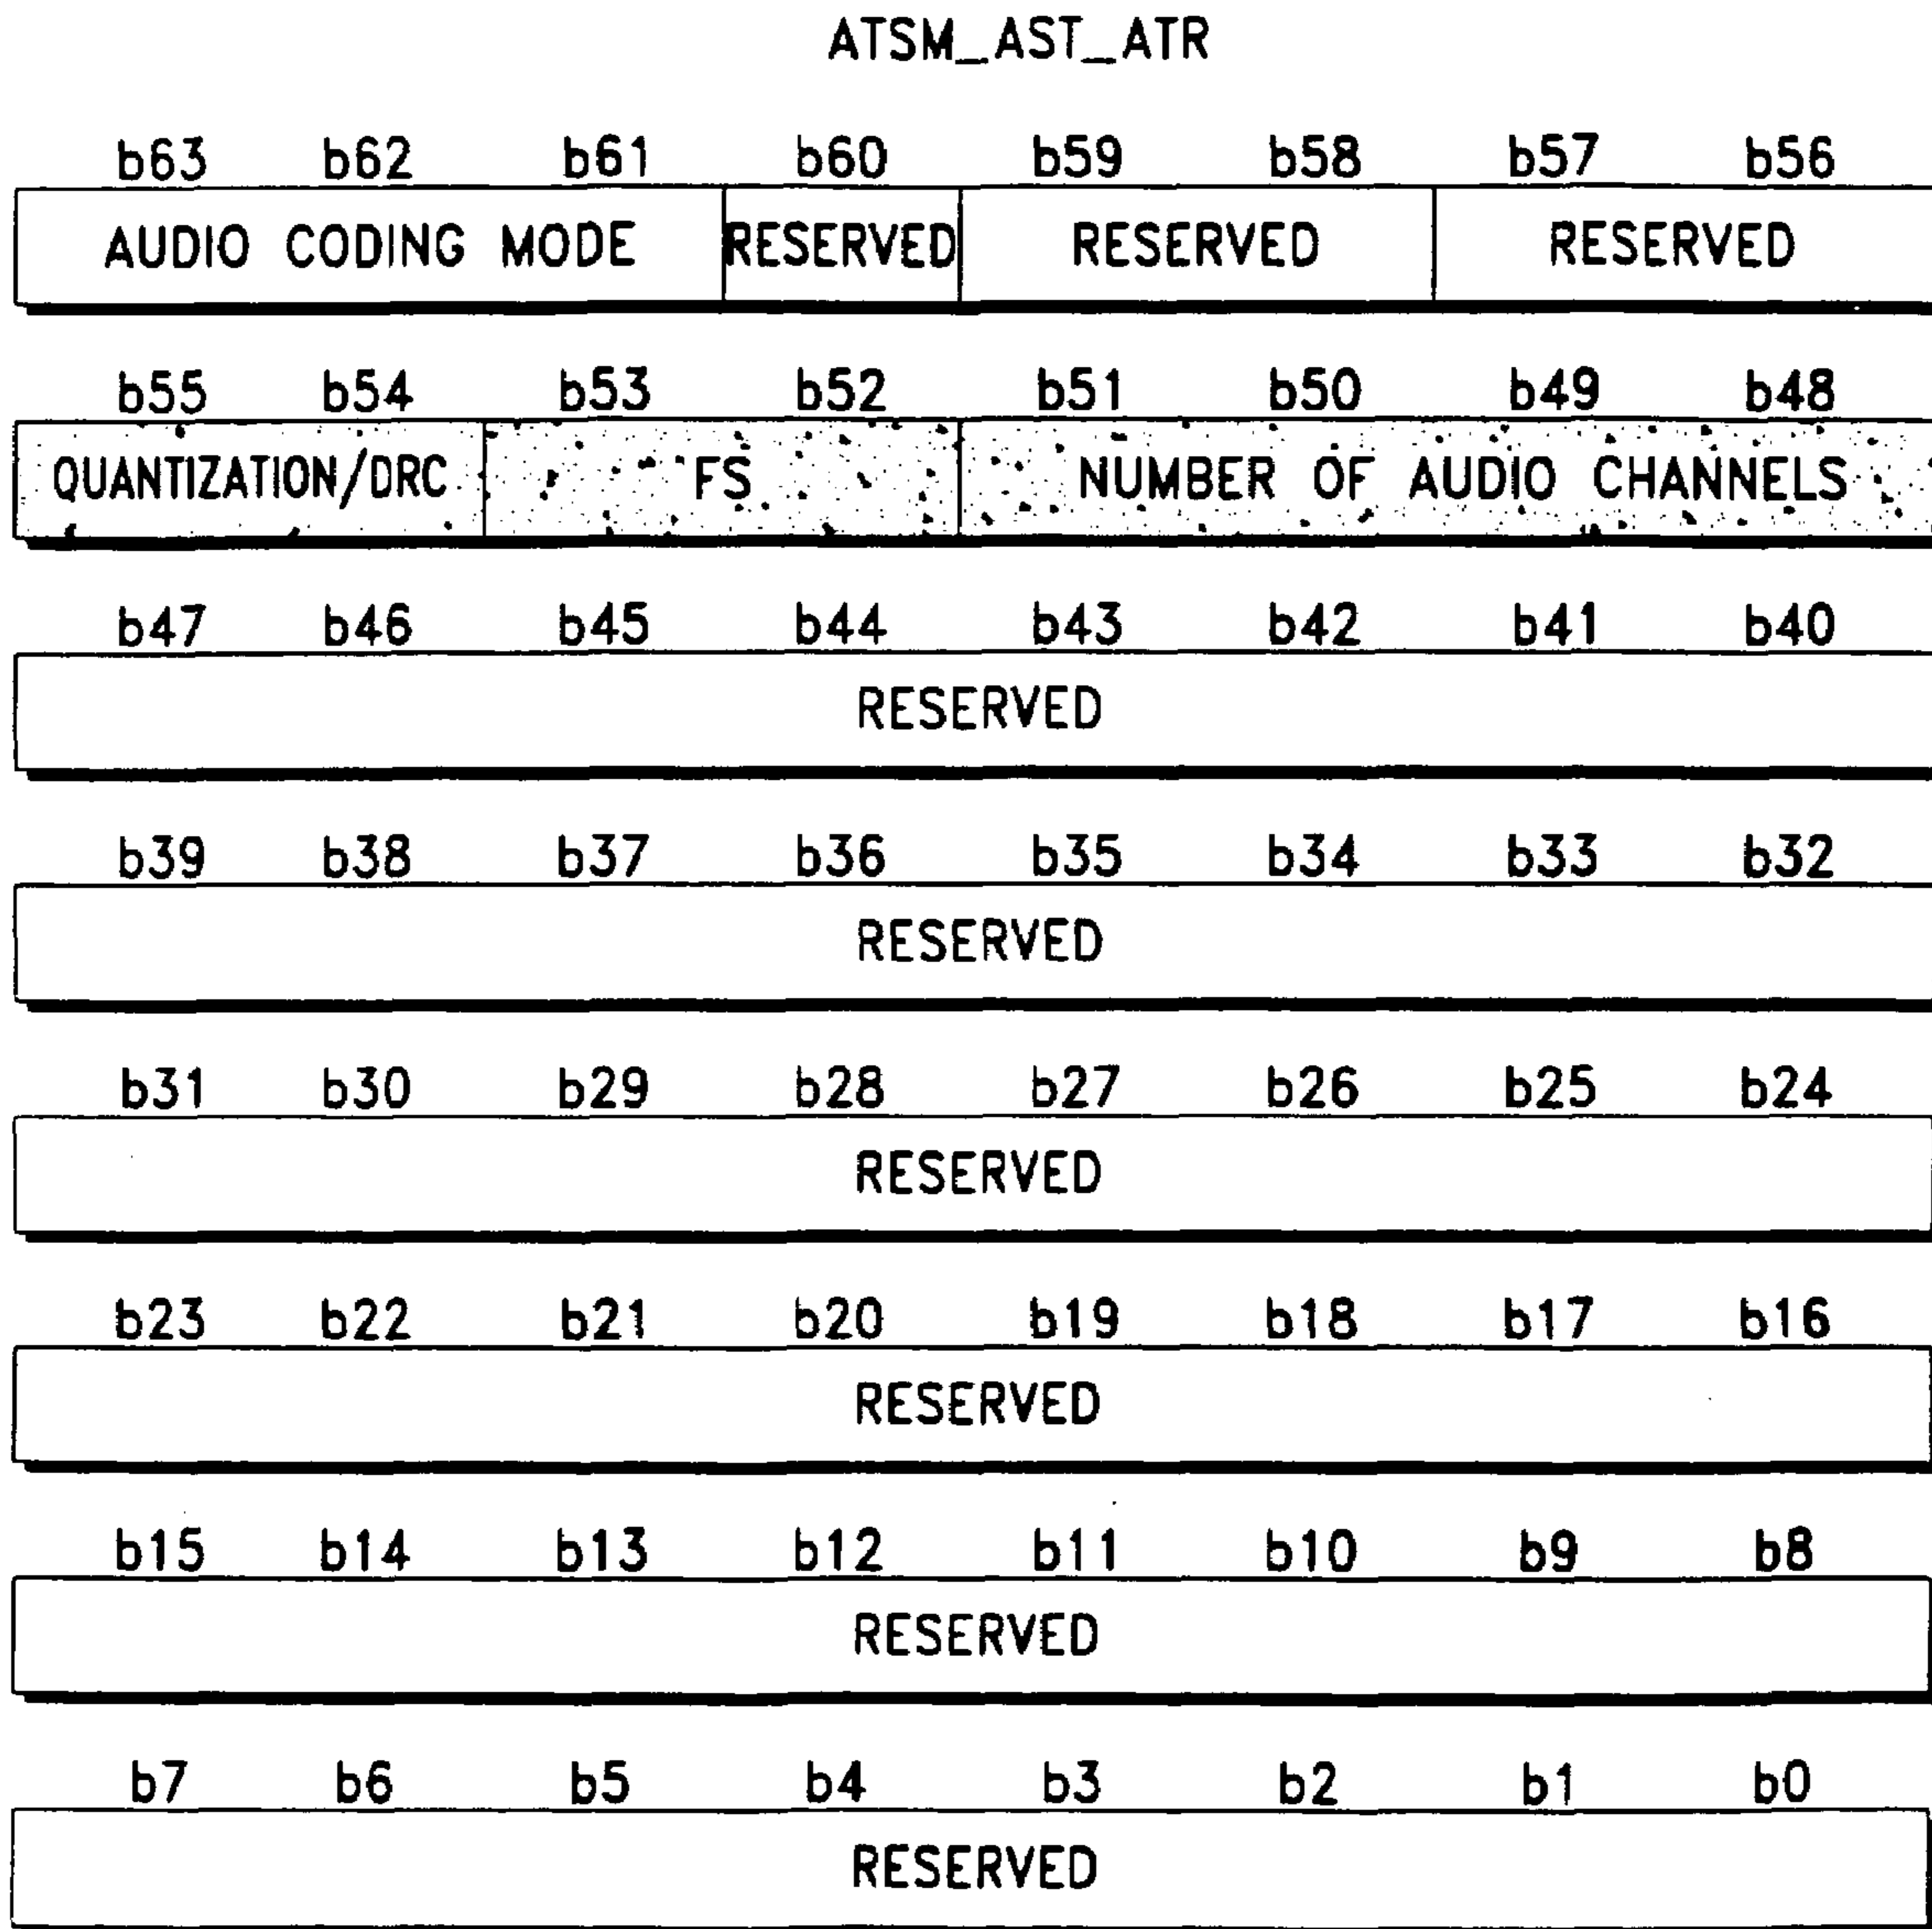 ATSM_AST_ATR
b63 b62 b61 b60 b59 b58 b57 b56
AUDIO CODING MODE RESERVED RESERVED RESERVED
b55 b54 b53 b52 b51 b50 b49 b48
QUANTIZATION/DRC FS NUMBER OF AUDIO CHANNELS
b47 b46 b45 b44 b43 b42 b41 b40
RESERVED
b39 b38 b37 b36 b35 b34 b33 b32
RESERVED
b31 b30 b29 b28 b27 b26 b25 b24
RESERVED
b23 b22 b21 b20 b19 b18 b17 b16
RESERVED
b15 b14 b13 b12 b11 b10 b9 b8
RESERVED
b7 b6 b5 b4 b3 b2 b1 b0
RESERVED